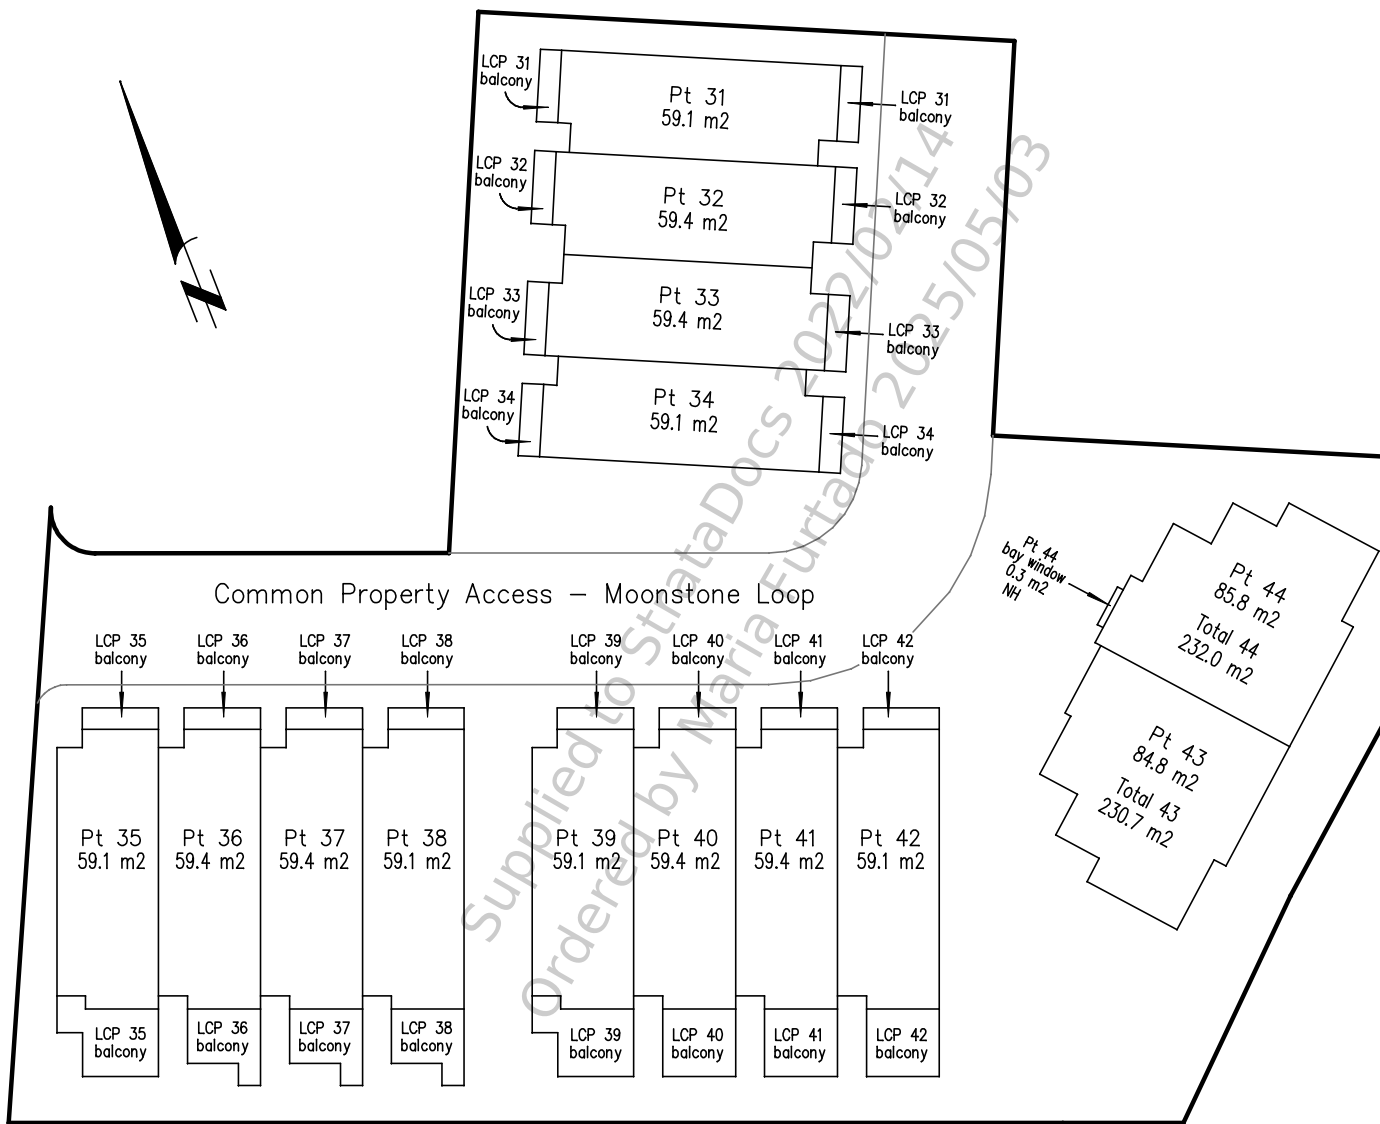 LCP 31
balcony
Pt 31
59.1 m2
LCP 31
balcony
LCP 32
balcony
Pt 32
59.4 m2
LCP 32
balcony
LCP 33
balcony
Pt 33
59.4 m2
LCP 33
balcony
LCP 34
balcony
Pt 34
59.1 m2
LCP 34
balcony
Pt 44
bay window
0.3 m2
NH
Pt 44
85.8 m2
Total 44
232.0 m2
Pt 43
84.8 m2
Total 43
230.7 m2
Common Property Access – Moonstone Loop
LCP 35
balcony
LCP 36
balcony
LCP 37
balcony
LCP 38
balcony
LCP 39
balcony
LCP 40
balcony
LCP 41
balcony
LCP 42
balcony
Pt 35
59.1 m2
Pt 36
59.4 m2
Pt 37
59.4 m2
Pt 38
59.1 m2
Pt 39
59.1 m2
Pt 40
59.4 m2
Pt 41
59.4 m2
Pt 42
59.1 m2
LCP 35
balcony
LCP 36
balcony
LCP 37
balcony
LCP 38
balcony
LCP 39
balcony
LCP 40
balcony
LCP 41
balcony
LCP 42
balcony
Supplied to StrataDocs 2022/02/14
Ordered by Maria Furtado 2025/05/03